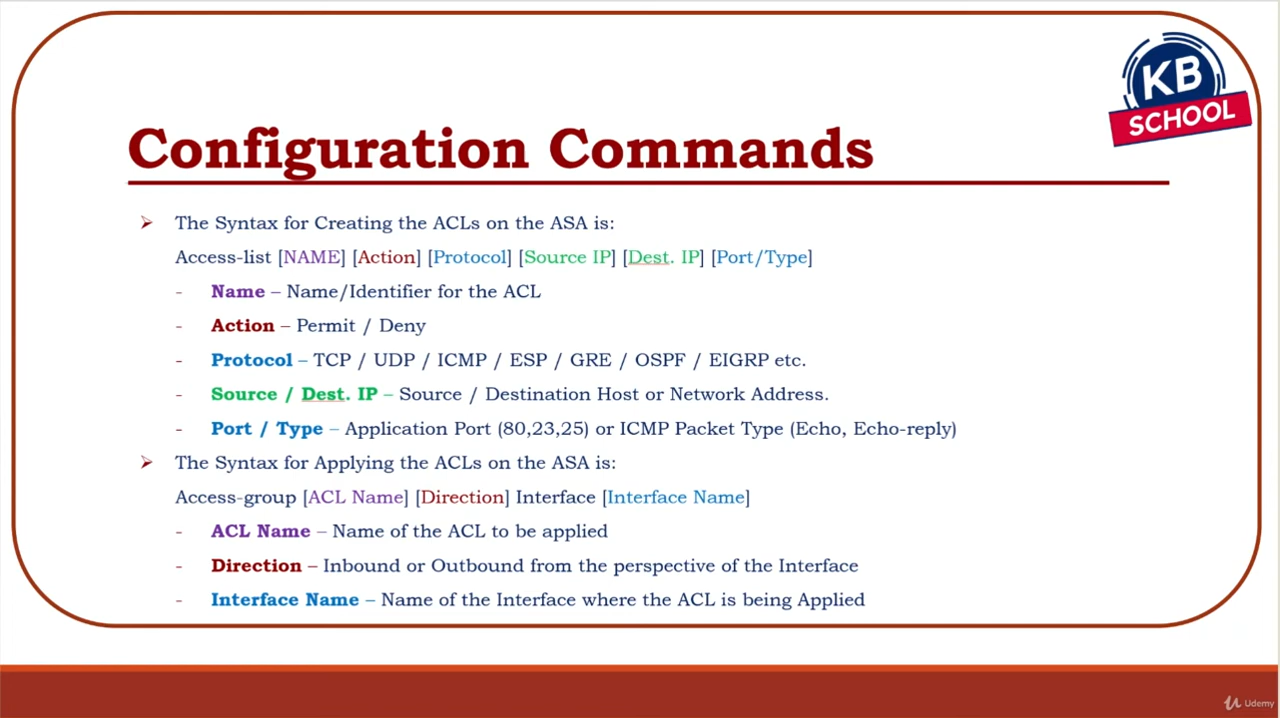 KB
SCHOOL
Configuration Commands
➢ The Syntax for Creating the ACLs on the ASA is:
Access-list [NAME] [Action] [Protocol] [Source IP] [Dest. IP] [Port/Type]
- Name – Name/Identifier for the ACL
- Action – Permit / Deny
- Protocol – TCP / UDP / ICMP / ESP / GRE / OSPF / EIGRP etc.
- Source / Dest. IP – Source / Destination Host or Network Address.
- Port / Type – Application Port (80,23,25) or ICMP Packet Type (Echo, Echo-reply)
➢ The Syntax for Applying the ACLs on the ASA is:
Access-group [ACL Name] [Direction] Interface [Interface Name]
- ACL Name – Name of the ACL to be applied
- Direction – Inbound or Outbound from the perspective of the Interface
- Interface Name – Name of the Interface where the ACL is being Applied
Udemy